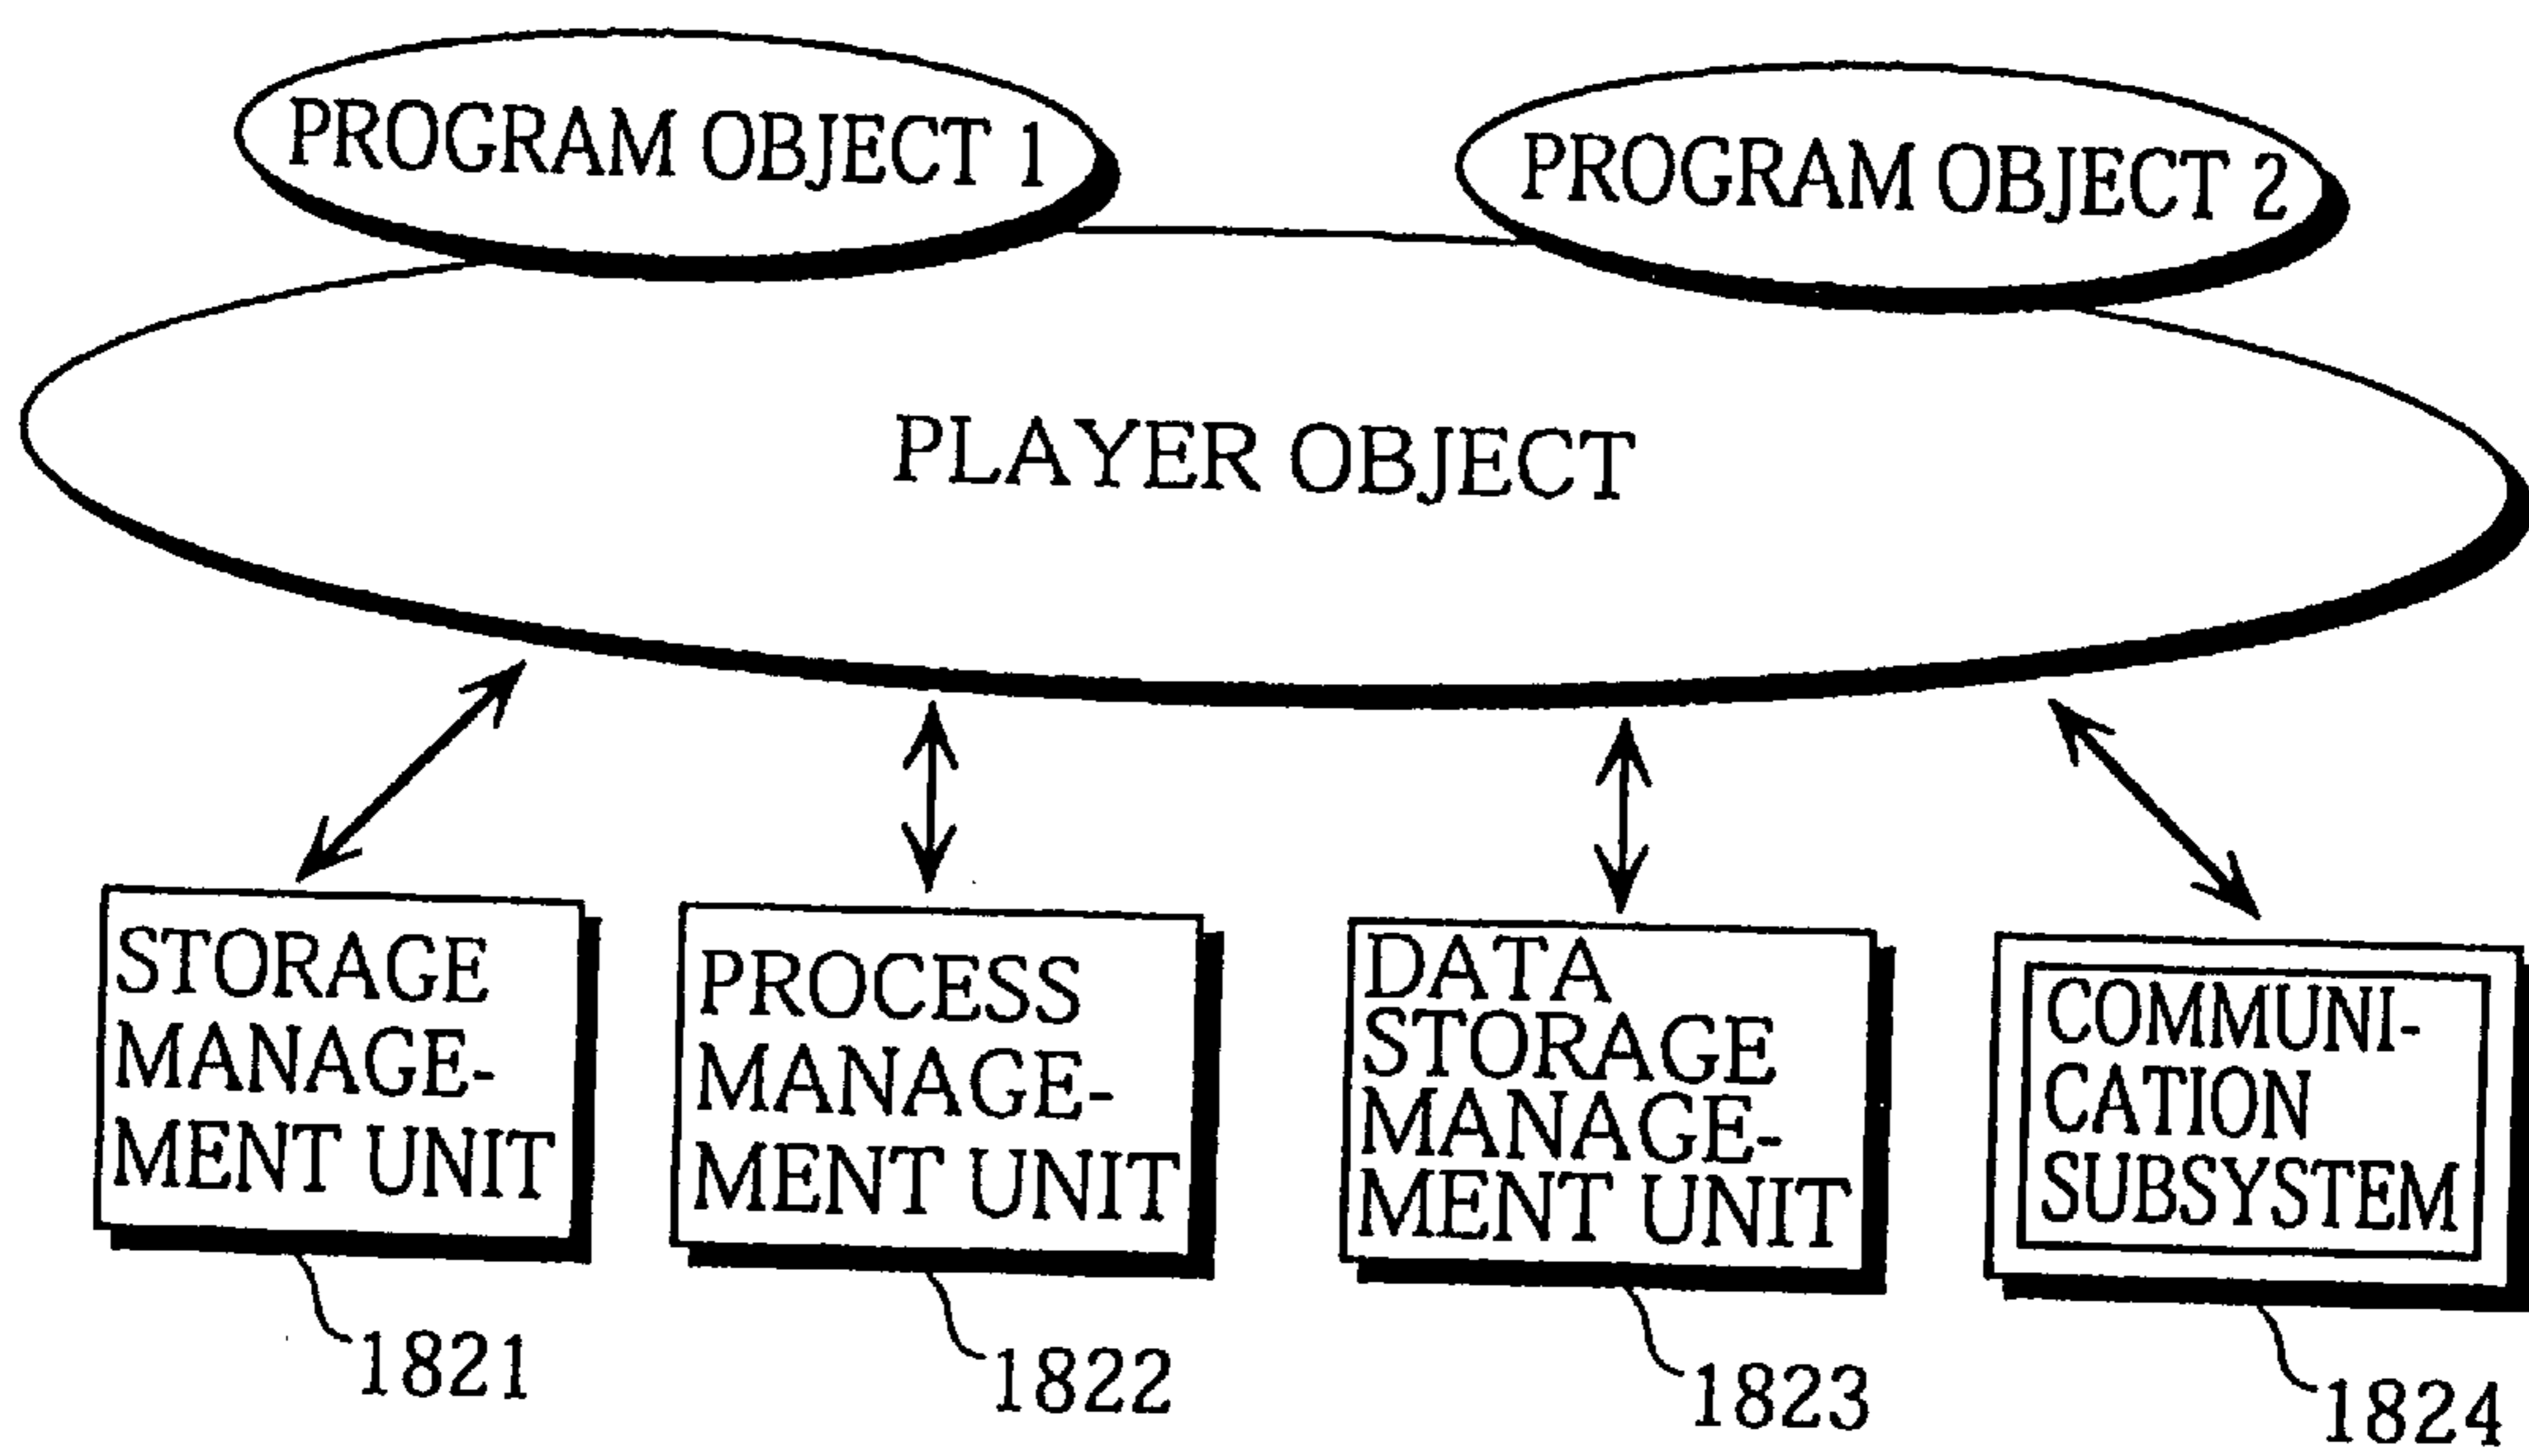 PROGRAM OBJECT 1
PROGRAM OBJECT 2
PLAYER OBJECT
STORAGE
MANAGE-
MENT UNIT
PROCESS
MANAGE-
MENT UNIT
DATA
STORAGE
MANAGE-
MENT UNIT
COMMUNI-
CATION
SUBSYSTEM
1821
1822
1823
1824